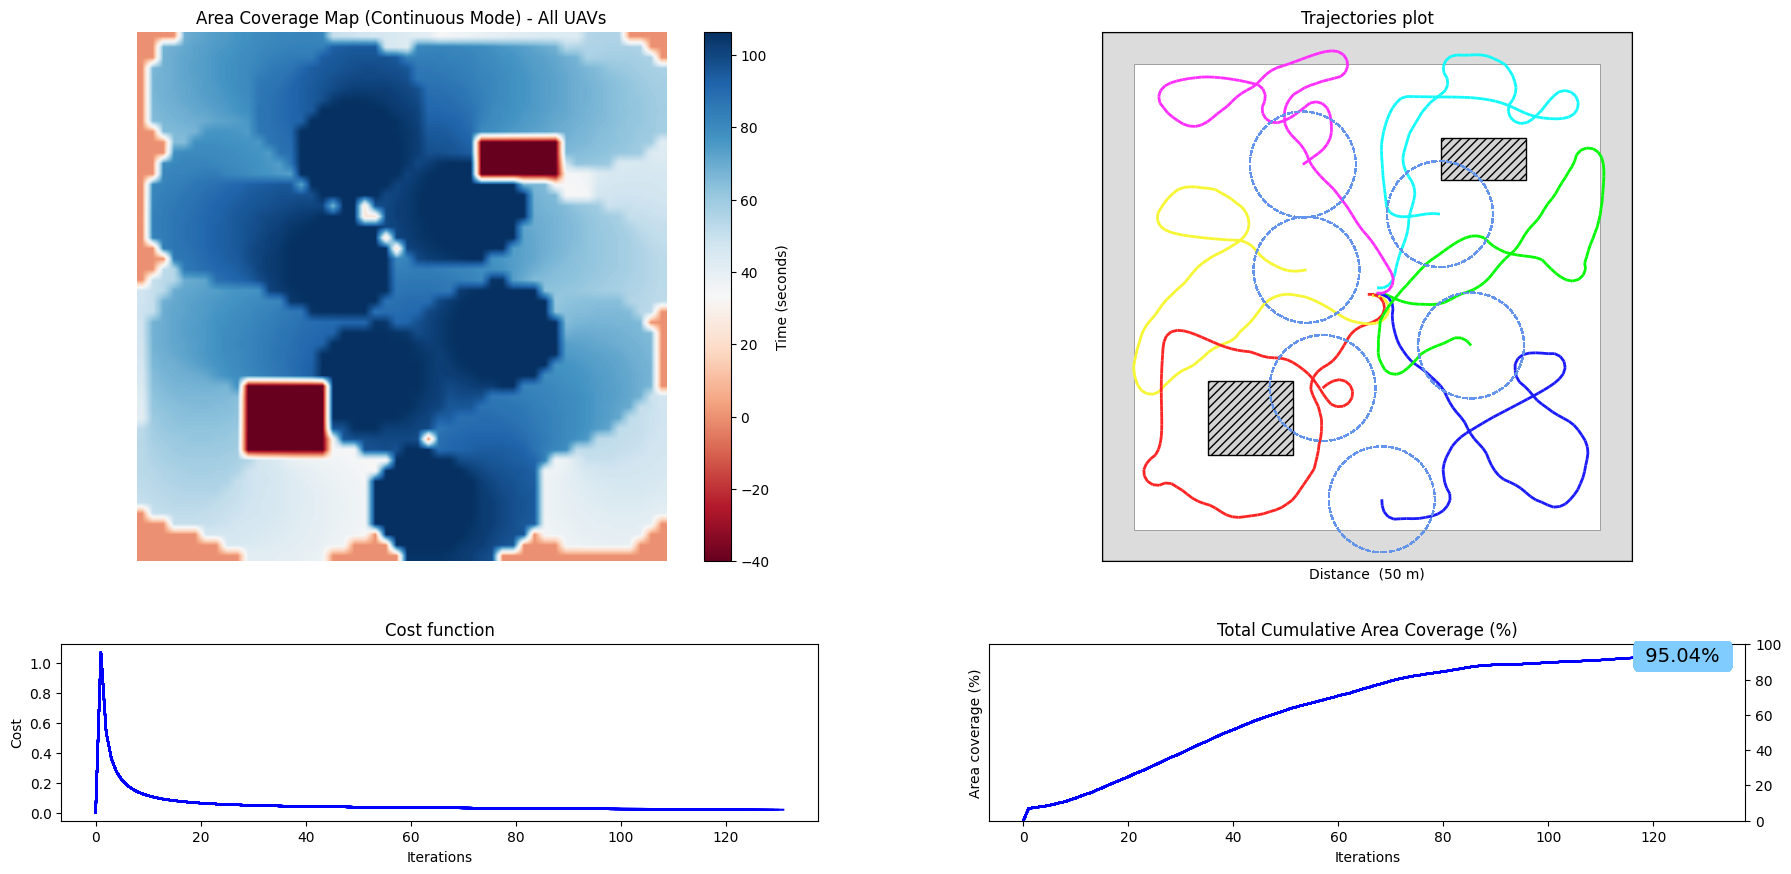 Area Coverage Map (Continuous Mode) - All UAVs
100
80
60
40
20
0
−20
−40
Time (seconds)
Trajectories plot
Distance  (50 m)
Cost function
1.0
0.8
0.6
0.4
0.2
0.0
Cost
0 20 40 60 80 100 120
Iterations
Total Cumulative Area Coverage (%)
95.04%
Area coverage (%)
100
80
60
40
20
0
0 20 40 60 80 100 120
Iterations